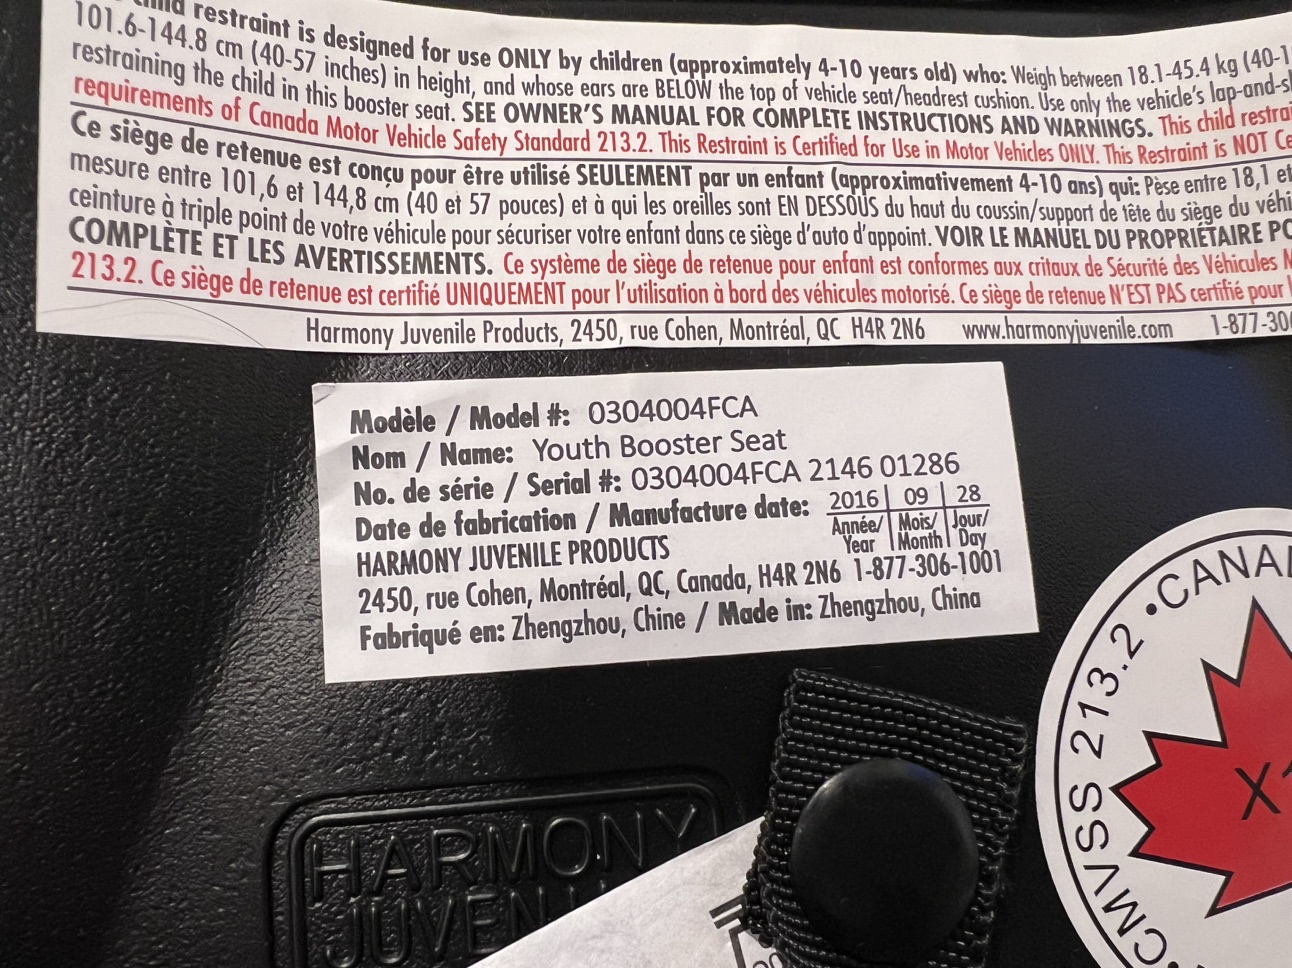 restraint is designed for use ONLY by children (approximately 4-10 years old) who: Weigh between 18.1-45.4 kg (40-1
101.6-144.8 cm (40-57 inches) in height, and whose ears are BELOW the top of vehicle seat/headrest cushion. Use only the vehicle's lap-and-s
restraining the child in this booster seat. SEE OWNER'S MANUAL FOR COMPLETE INSTRUCTIONS AND WARNINGS. This child restrai
requirements of Canada Motor Vehicle Safety Standard 213.2. This Restraint is Certified for Use in Motor Vehicles ONLY. This Restraint is NOT Ce
Ce siège de retenue est conçu pour être utilisé SEULEMENT par un enfant (approximativement 4-10 ans) qui: Pèse entre 18,1 et
mesure entre 101,6 et 144,8 cm (40 et 57 pouces) et à qui les oreilles sont EN DESSOUS du haut du coussin/support de tête du siège du véhi
ceinture à triple point de votre véhicule pour sécuriser votre enfant dans ce siège d'auto d'appoint. VOIR LE MANUEL DU PROPRIÉTAIRE PO
COMPLÈTE ET LES AVERTISSEMENTS. Ce système de siège de retenue pour enfant est conformes aux critaux de Sécurité des Véhicules
213.2. Ce siège de retenue est certifié UNIQUEMENT pour l'utilisation à bord des véhicules motorisé. Ce siège de retenue N'EST PAS certifié pour
Harmony Juvenile Products, 2450, rue Cohen, Montréal, QC H4R 2N6 www.harmonyjuvenile.com 1-877-306
Modèle / Model #: 0304004FCA
Nom / Name: Youth Booster Seat
No. de série / Serial #: 0304004FCA 2146 01286
Date de fabrication / Manufacture date: 2016 09 28
Année/ Mois/ Jour/
Year Month Day
HARMONY JUVENILE PRODUCTS
2450, rue Cohen, Montréal, QC, Canada, H4R 2N6 1-877-306-1001
Fabriqué en: Zhengzhou, Chine / Made in: Zhengzhou, China
CMVSS 213.2 • CANA
X
HARMONY
JUVEN